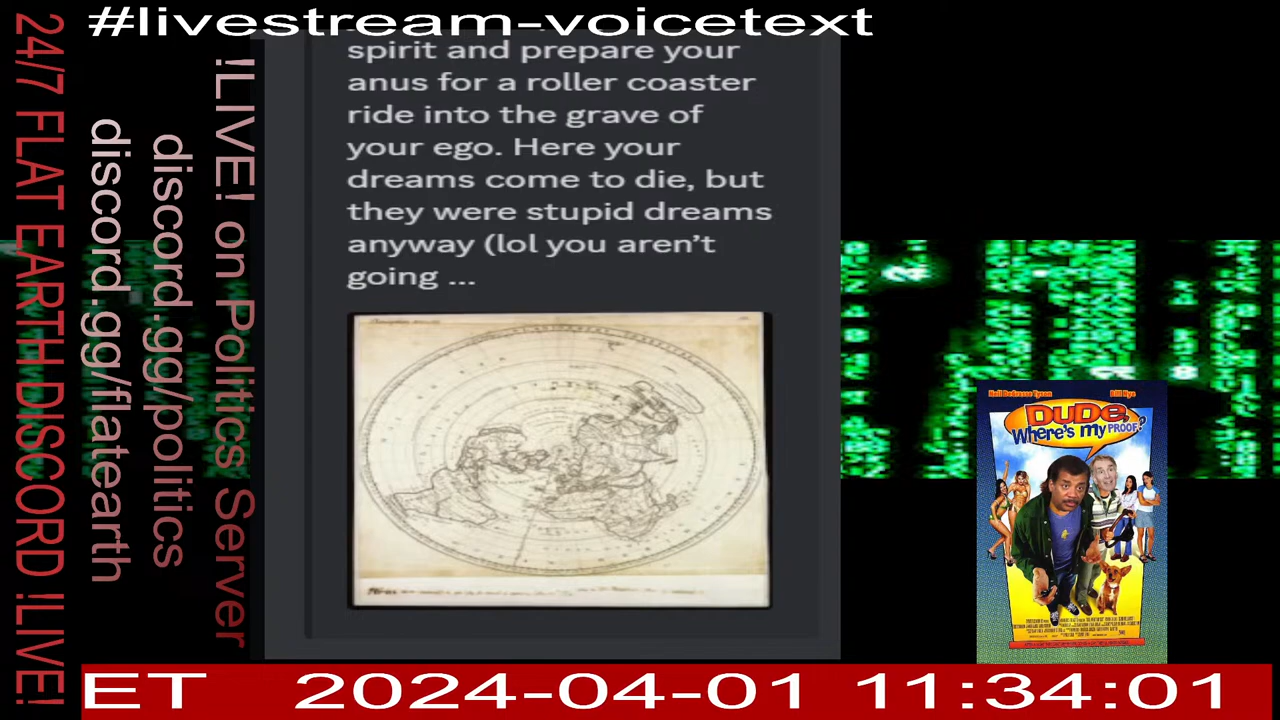 #livestream-voicetext
spirit and prepare your
anus for a roller coaster
ride into the grave of
your ego. Here your
dreams come to die, but
they were stupid dreams
anyway (lol you aren't
going ...
24/7 FLAT EARTH DISCORD !LIVE!
discord.gg/flatearth
discord.gg/politics
!LIVE! on Politics Server
Bill Nye
DUDE,
WHERE'S MY PROOF?
ET 2024-04-01 11:34:01